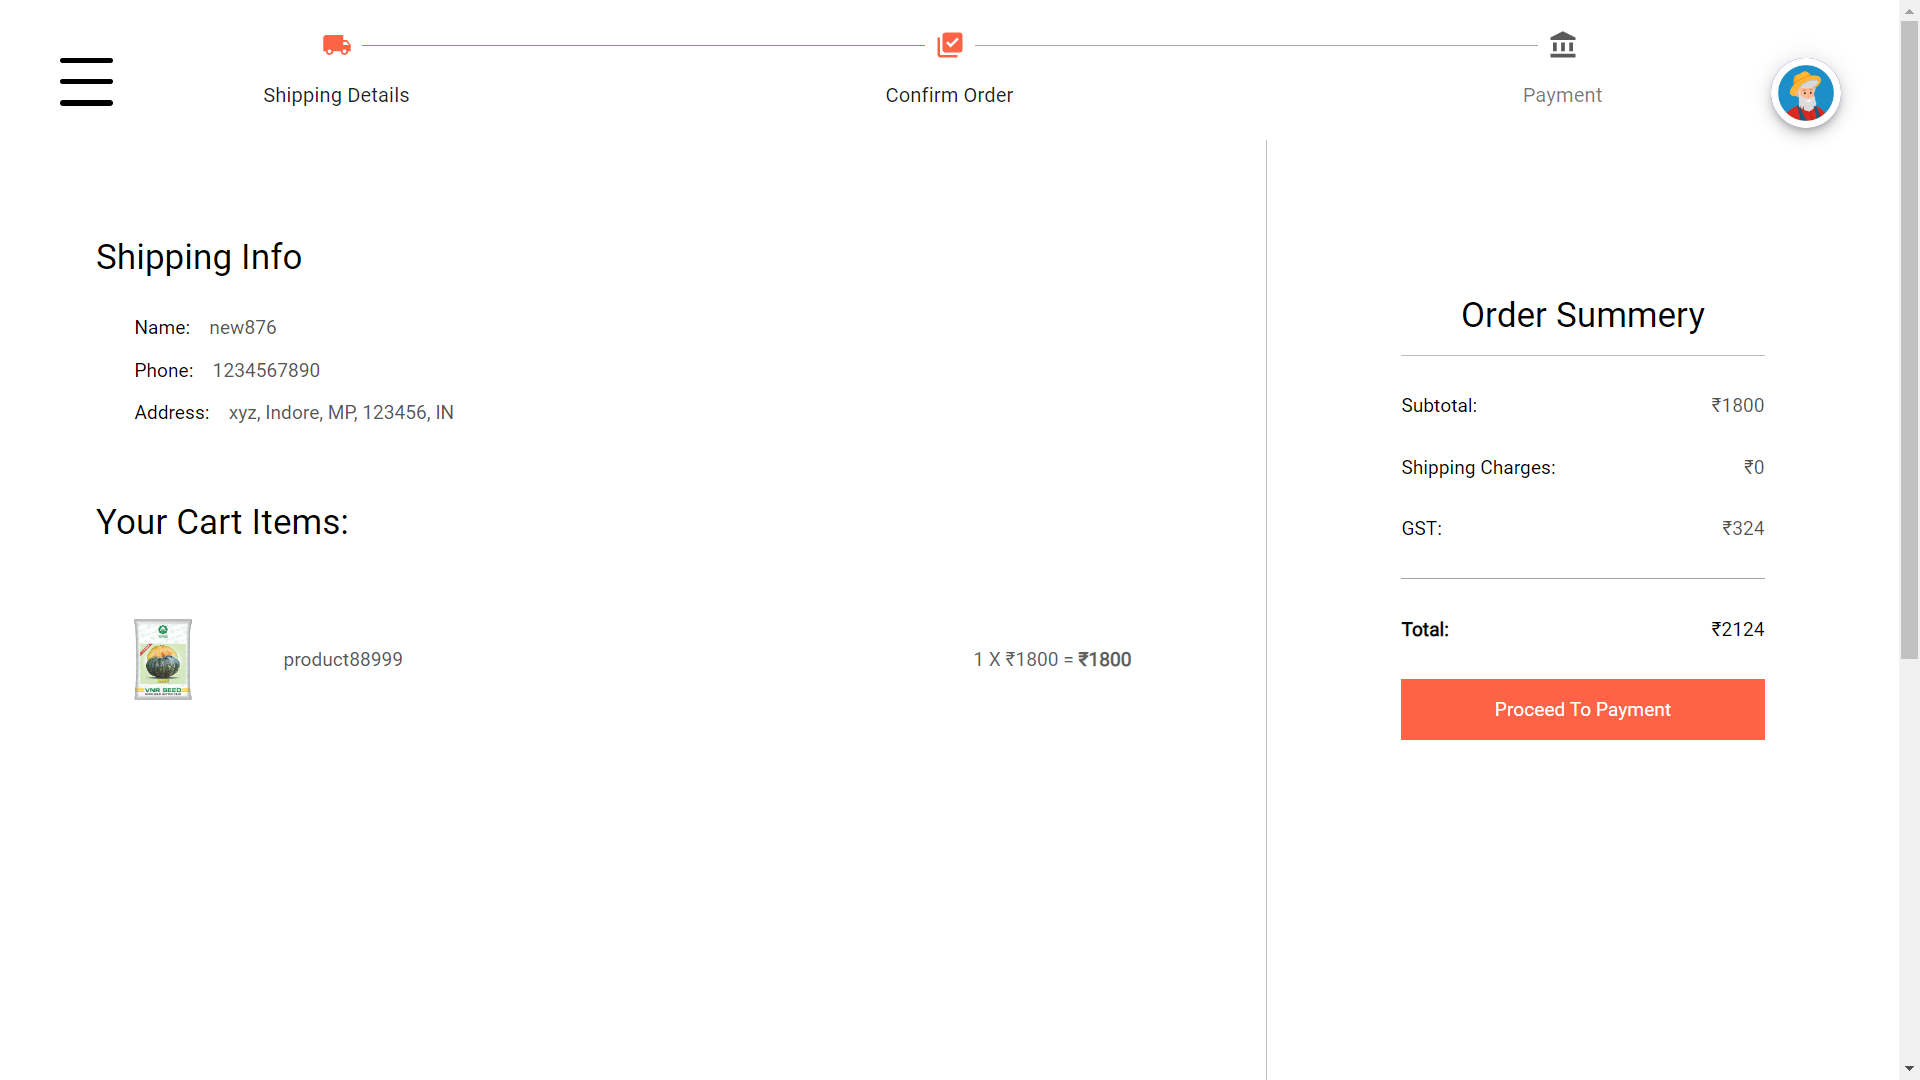 Shipping Details
Confirm Order
Payment
Shipping Info
Name: new876
Phone: 1234567890
Address: xyz, Indore, MP, 123456, IN
Your Cart Items:
VNR SEED
product88999
1 X ₹1800 = ₹1800
Order Summery
Subtotal: ₹1800
Shipping Charges: ₹0
GST: ₹324
Total: ₹2124
Proceed To Payment